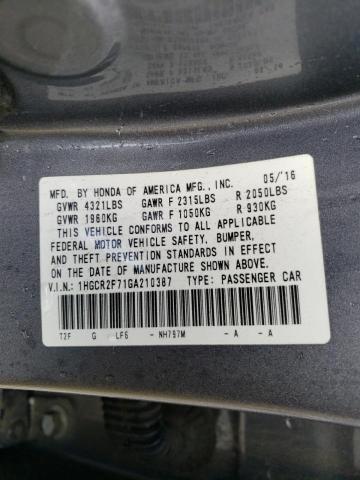 MFD. BY HONDA OF AMERICA MFG., INC. 05/'16
GVWR 4321LBS GAWR F 2315LBS R 2050LBS
GVWR 1960KG GAWR F 1050KG R 930KG
THIS VEHICLE CONFORMS TO ALL APPLICABLE
FEDERAL MOTOR VEHICLE SAFETY, BUMPER,
AND THEFT PREVENTION STANDARDS IN EFFECT
ON THE DATE OF MANUFACTURE SHOWN ABOVE.
V.I.N.: 1HGCR2F71GA210387 TYPE: PASSENGER CAR
T2F G LF6 - NH797M - A - A